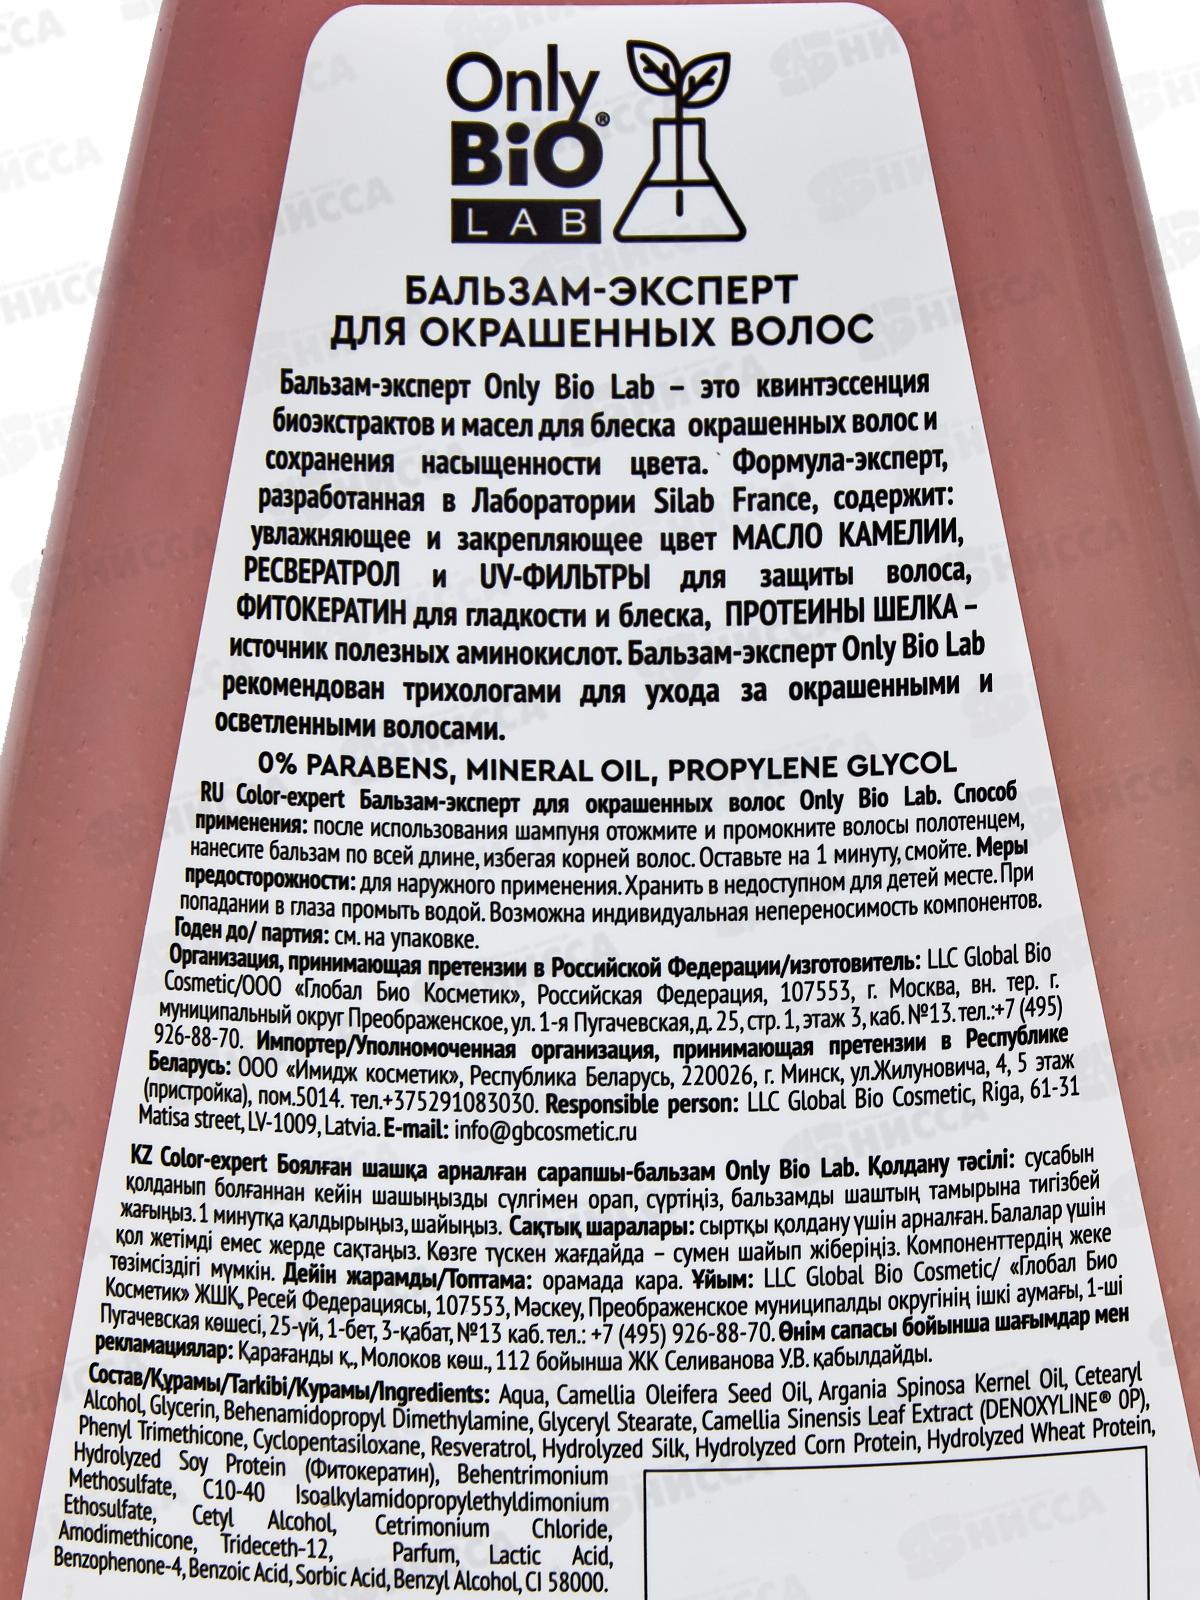 Only
BiO®
LAB
БАЛЬЗАМ-ЭКСПЕРТ
ДЛЯ ОКРАШЕННЫХ ВОЛОС
Бальзам-эксперт Only Bio Lab – это квинтэссенция
биоэкстрактов и масел для блеска окрашенных волос и
сохранения насыщенности цвета. Формула-эксперт,
разработанная в Лаборатории Silab France, содержит:
увлажняющее и закрепляющее цвет МАСЛО КАМЕЛИИ,
РЕСВЕРАТРОЛ и UV-ФИЛЬТРЫ для защиты волоса,
ФИТОКЕРАТИН для гладкости и блеска, ПРОТЕИНЫ ШЕЛКА –
источник полезных аминокислот. Бальзам-эксперт Only Bio Lab
рекомендован трихологами для ухода за окрашенными и
осветленными волосами.
0% PARABENS, MINERAL OIL, PROPYLENE GLYCOL
RU Color-expert Бальзам-эксперт для окрашенных волос Only Bio Lab. Способ
применения: после использования шампуня отожмите и промокните волосы полотенцем,
нанесите бальзам по всей длине, избегая корней волос. Оставьте на 1 минуту, смойте. Меры
предосторожности: для наружного применения. Хранить в недоступном для детей месте. При
попадании в глаза промыть водой. Возможна индивидуальная непереносимость компонентов.
Годен до/ партия: см. на упаковке.
Организация, принимающая претензии в Российской Федерации/изготовитель: LLC Global Bio
Cosmetic/ООО «Глобал Био Косметик», Российская Федерация, 107553, г. Москва, вн. тер. г.
муниципальный округ Преображенское, ул. 1-я Пугачевская, д. 25, стр. 1, этаж 3, каб. №13. тел.:+7 (495)
926-88-70. Импортер/Уполномоченная организация, принимающая претензии в Республике
Беларусь: ООО «Имидж косметик», Республика Беларусь, 220026, г. Минск, ул.Жилуновича, 4, 5 этаж
(пристройка), пом.5014. тел.+375291083030. Responsible person: LLC Global Bio Cosmetic, Riga, 61-31
Matisa street, LV-1009, Latvia. E-mail: info@gbcosmetic.ru
KZ Color-expert Боялған шашқа арналған сарапшы-бальзам Only Bio Lab. Қолдану тәсілі: сусабын
қолданып болғаннан кейін шашыңызды сүлгімен орап, сүртіңіз, бальзамды шаштың тамырына тигізбей
жағыңыз. 1 минутқа қалдырыңыз, шайыңыз. Сақтық шаралары: сыртқы қолдану үшін арналған. Балалар үшін
қол жетімді емес жерде сақтаңыз. Көзге түскен жағдайда – сумен шайып жіберіңіз. Компоненттердің жеке
төзімсіздігі мүмкін. Дейін жарамды/Топтама: орамада кара. Ұйым: LLC Global Bio Cosmetic/ «Глобал Био
Косметик» ЖШҚ, Ресей Федерациясы, 107553, Мәскеу, Преображенское муниципалды округінің ішкі аумағы, 1-ші
Пугачевская көшесі, 25-үй, 1-бет, 3-қабат, №13 каб. тел.: +7 (495) 926-88-70. Өнім сапасы бойынша шағымдар мен
рекламациялар: Қарағанды қ., Молоков көш., 112 бойынша ЖК Селиванова У.В. қабылдайды.
Состав/Құрамы/Tarkibi/Курамы/Ingredients: Aqua, Camellia Oleifera Seed Oil, Argania Spinosa Kernel Oil, Cetearyl
Alcohol, Glycerin, Behenamidopropyl Dimethylamine, Glyceryl Stearate, Camellia Sinensis Leaf Extract (DENOXYLINE® OP),
Phenyl Trimethicone, Cyclopentasiloxane, Resveratrol, Hydrolyzed Silk, Hydrolyzed Corn Protein, Hydrolyzed Wheat Protein,
Hydrolyzed Soy Protein (Фитокератин), Behentrimonium
Methosulfate, C10-40 Isoalkylamidopropylethyldimonium
Ethosulfate, Cetyl Alcohol, Cetrimonium Chloride,
Amodimethicone, Trideceth-12, Parfum, Lactic Acid,
Benzophenone-4, Benzoic Acid, Sorbic Acid, Benzyl Alcohol, CI 58000.